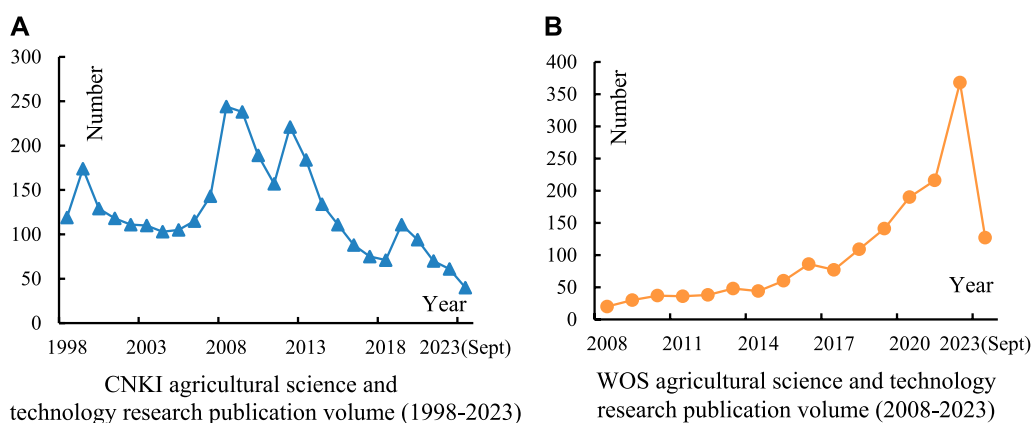 A
300
250
200
150
100
50
0
Number
Year
1998 2003 2008 2013 2018 2023(Sept)
CNKI agricultural science and
technology research publication volume (1998-2023)
B
400
350
300
250
200
150
100
50
0
Number
Year
2008 2011 2014 2017 2020 2023(Sept)
WOS agricultural science and technology
research publication volume (2008-2023)